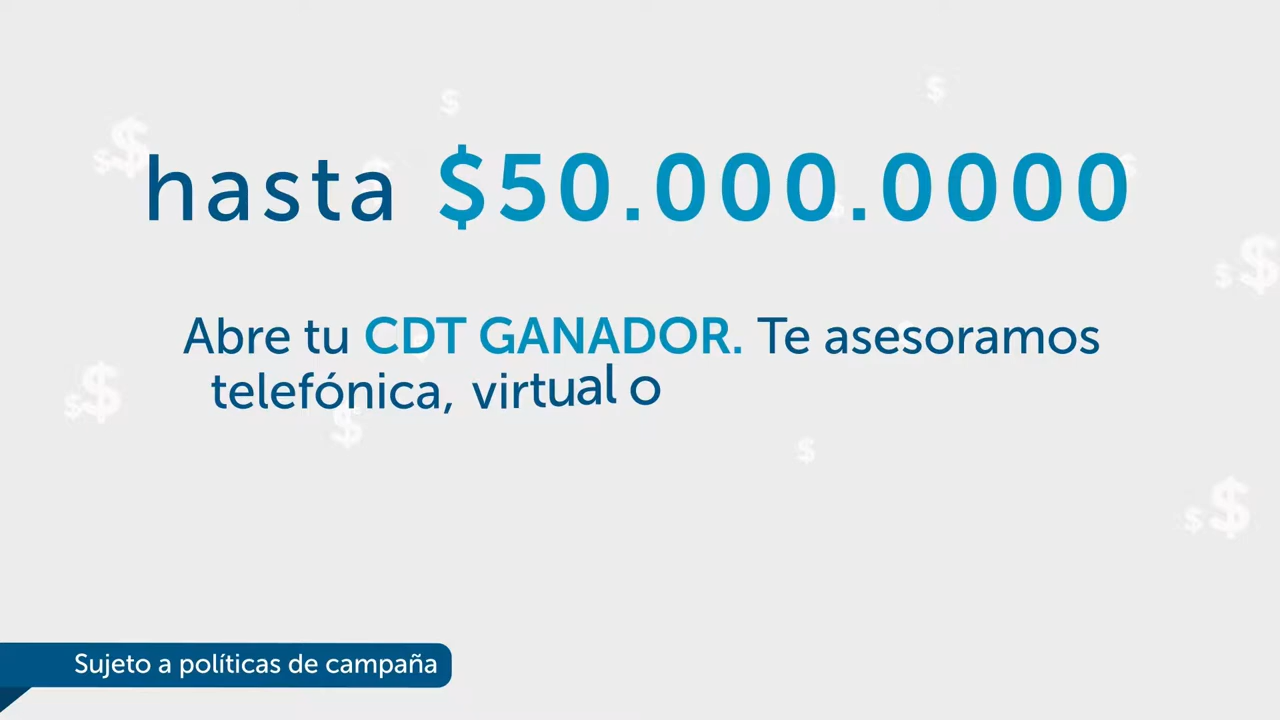 hasta $50.000.0000
Abre tu CDT GANADOR. Te asesoramos
telefónica, virtual o
Sujeto a políticas de campaña